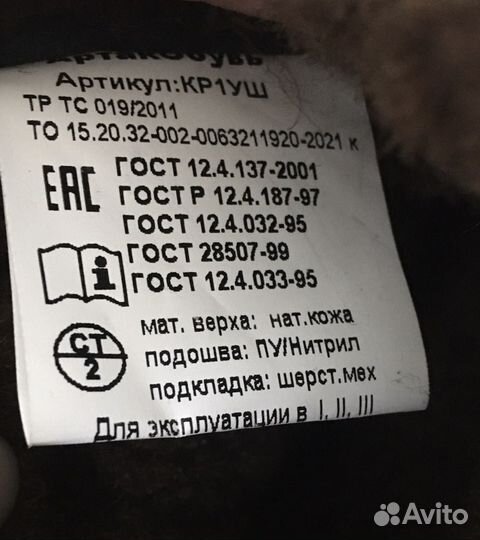 Артикул:КР1УШ
ТР ТС 019/2011
ТО 15.20.32-002-0063211920-2021 к
EAC
ГОСТ 12.4.137-2001
ГОСТ Р 12.4.187-97
ГОСТ 12.4.032-95
ГОСТ 28507-99
ГОСТ 12.4.033-95
i
СТ
2
мат. верха: нат.кожа
подошва: ПУ/Нитрил
подкладка: шерст.мех
Для эксплуатации в I, II, III
Avito